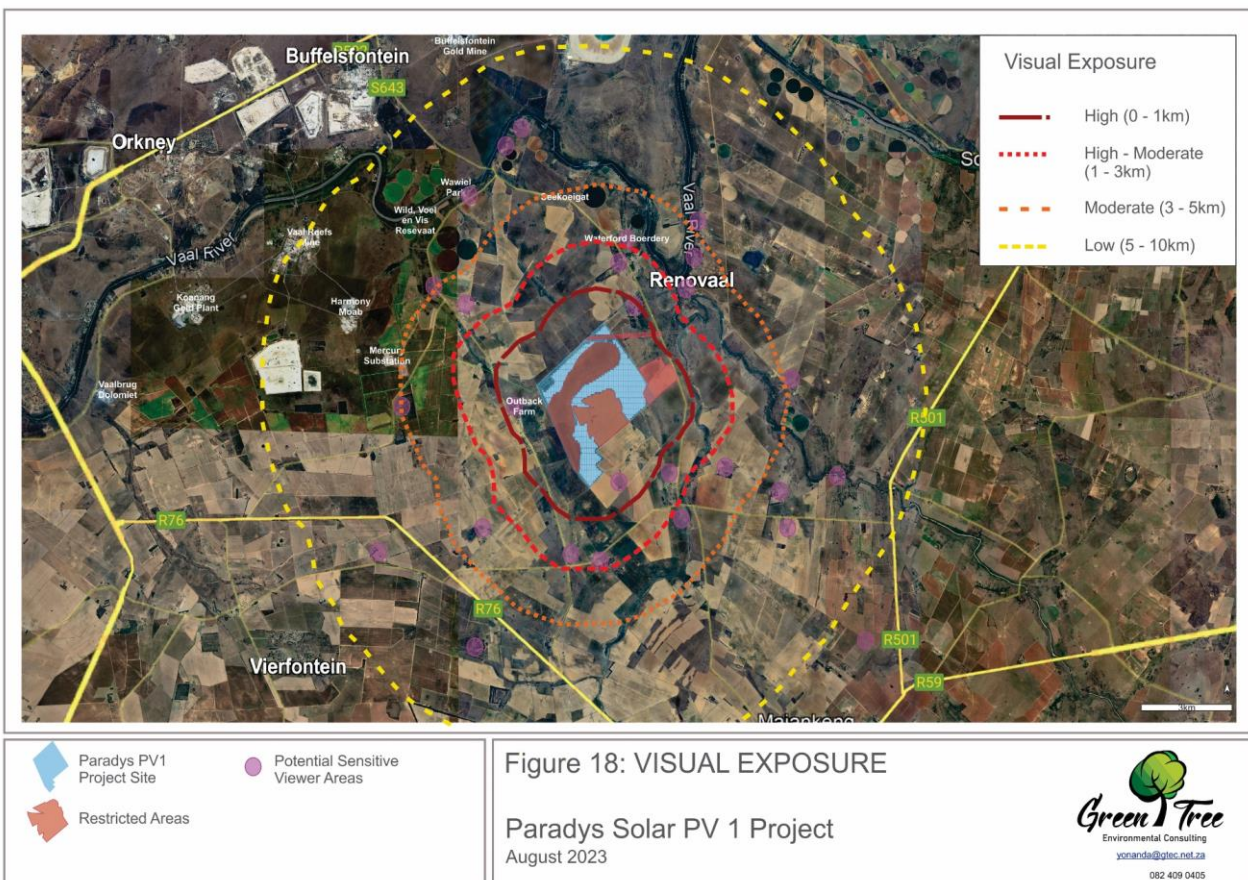 Buffelsfontein
Gold Mine
R502
Buffelsfontein
S643
Orkney
Wawiel
Park
Seekoeigat
Wild, Voel
en Vis
Resevaat
Vaal River
Vaal Reefs
Mine
Waterford Boerdery
Vaal River
Renovaal
Koanang
Gold Plant
Harmony
Moab
Mercury
Substation
Vaalbrug
Dolomiet
Outback
Farm
R501
R76
R76
R501
Vierfontein
R59
3km
Visual Exposure
High (0 - 1km)
High - Moderate
(1 - 3km)
Moderate (3 - 5km)
Low (5 - 10km)
Paradys PV1
Project Site
Potential Sensitive
Viewer Areas
Restricted Areas
Figure 18: VISUAL EXPOSURE
Paradys Solar PV 1 Project
August 2023
Green Tree
Environmental Consulting
yonanda@gtec.net.za
082 409 0405